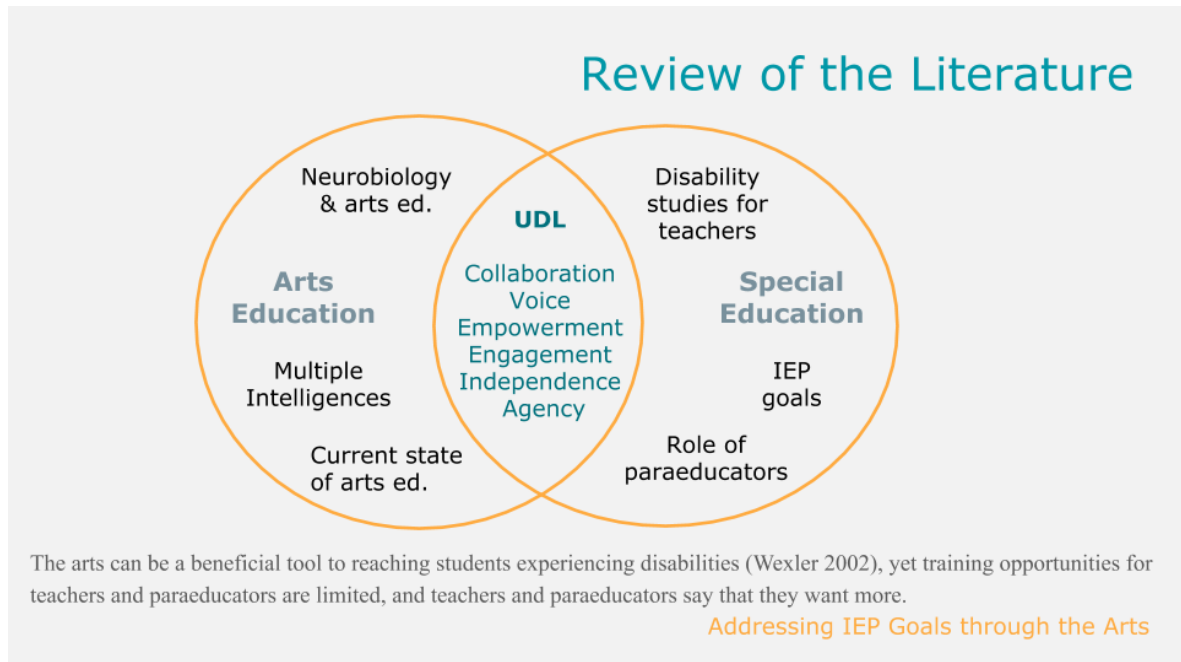 Review of the Literature
Neurobiology
& arts ed.
Arts
Education
Multiple
Intelligences
Current state
of arts ed.
UDL
Collaboration
Voice
Empowerment
Engagement
Independence
Agency
Disability
studies for
teachers
Special
Education
IEP
goals
Role of
paraeducators
The arts can be a beneficial tool to reaching students experiencing disabilities (Wexler 2002), yet training opportunities for
teachers and paraeducators are limited, and teachers and paraeducators say that they want more.
Addressing IEP Goals through the Arts